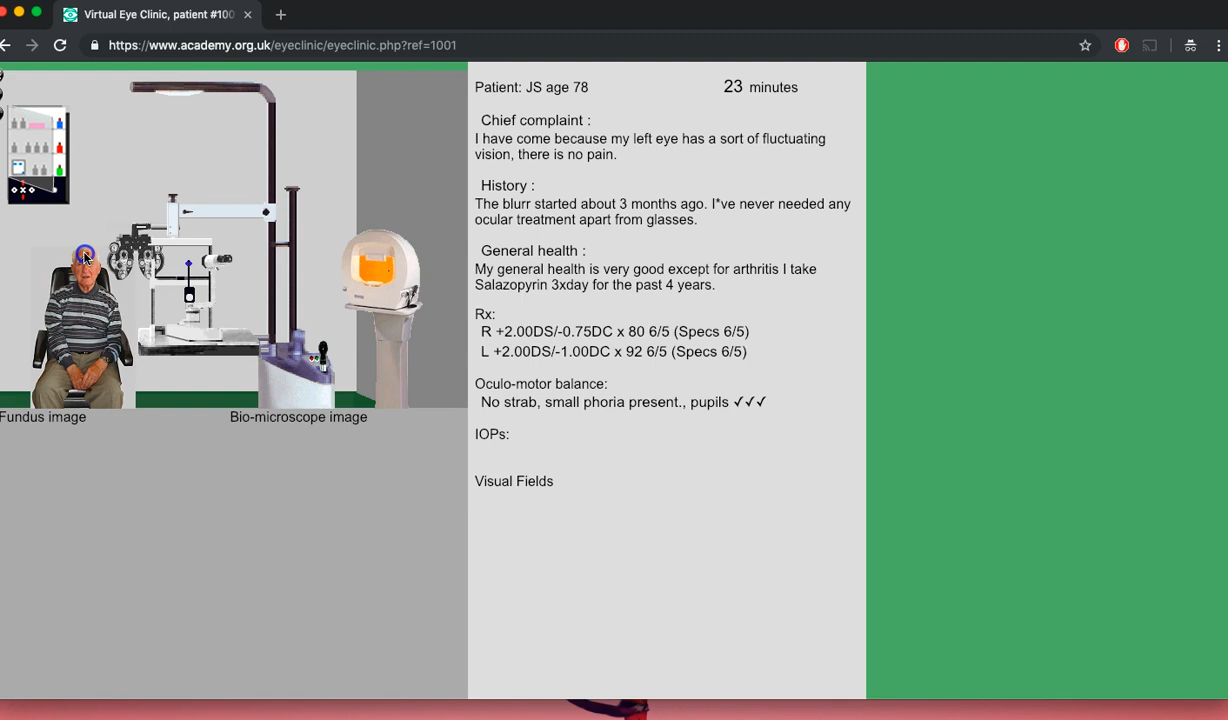 Virtual Eye Clinic, patient #100
https://www.academy.org.uk/eyeclinic/eyeclinic.php?ref=1001
Patient: JS age 78 23 minutes
Chief complaint :
I have come because my left eye has a sort of fluctuating
vision, there is no pain.
History :
The blurr started about 3 months ago. I*ve never needed any
ocular treatment apart from glasses.
General health :
My general health is very good except for arthritis I take
Salazopyrin 3xday for the past 4 years.
Rx:
R +2.00DS/-0.75DC x 80 6/5 (Specs 6/5)
L +2.00DS/-1.00DC x 92 6/5 (Specs 6/5)
Oculo-motor balance:
No strab, small phoria present., pupils ✓✓✓
IOPs:
Visual Fields
Fundus image
Bio-microscope image